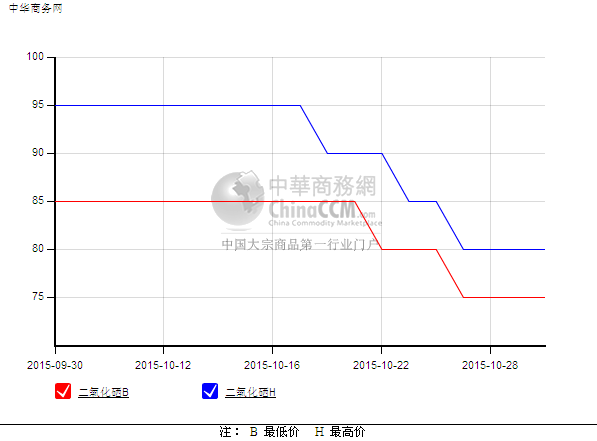 中华商务网
100
95
90
85
80
75
中華商務網
ChinaCCM.com
China Commodity Marketplace
中国大宗商品第一行业门户
2015-09-30 2015-10-12 2015-10-16 2015-10-22 2015-10-28
二氧化硒B 二氧化硒H
注： B 最低价 H 最高价